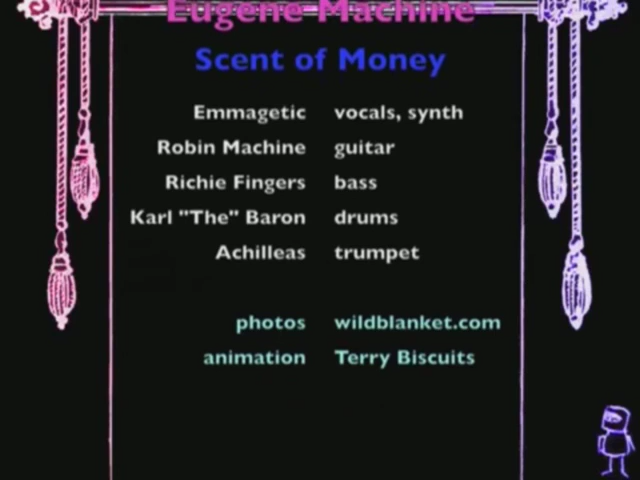 Eugene Machine
Scent of Money
Emmagetic vocals, synth
Robin Machine guitar
Richie Fingers bass
Karl "The" Baron drums
Achilleas trumpet
photos wildblanket.com
animation Terry Biscuits